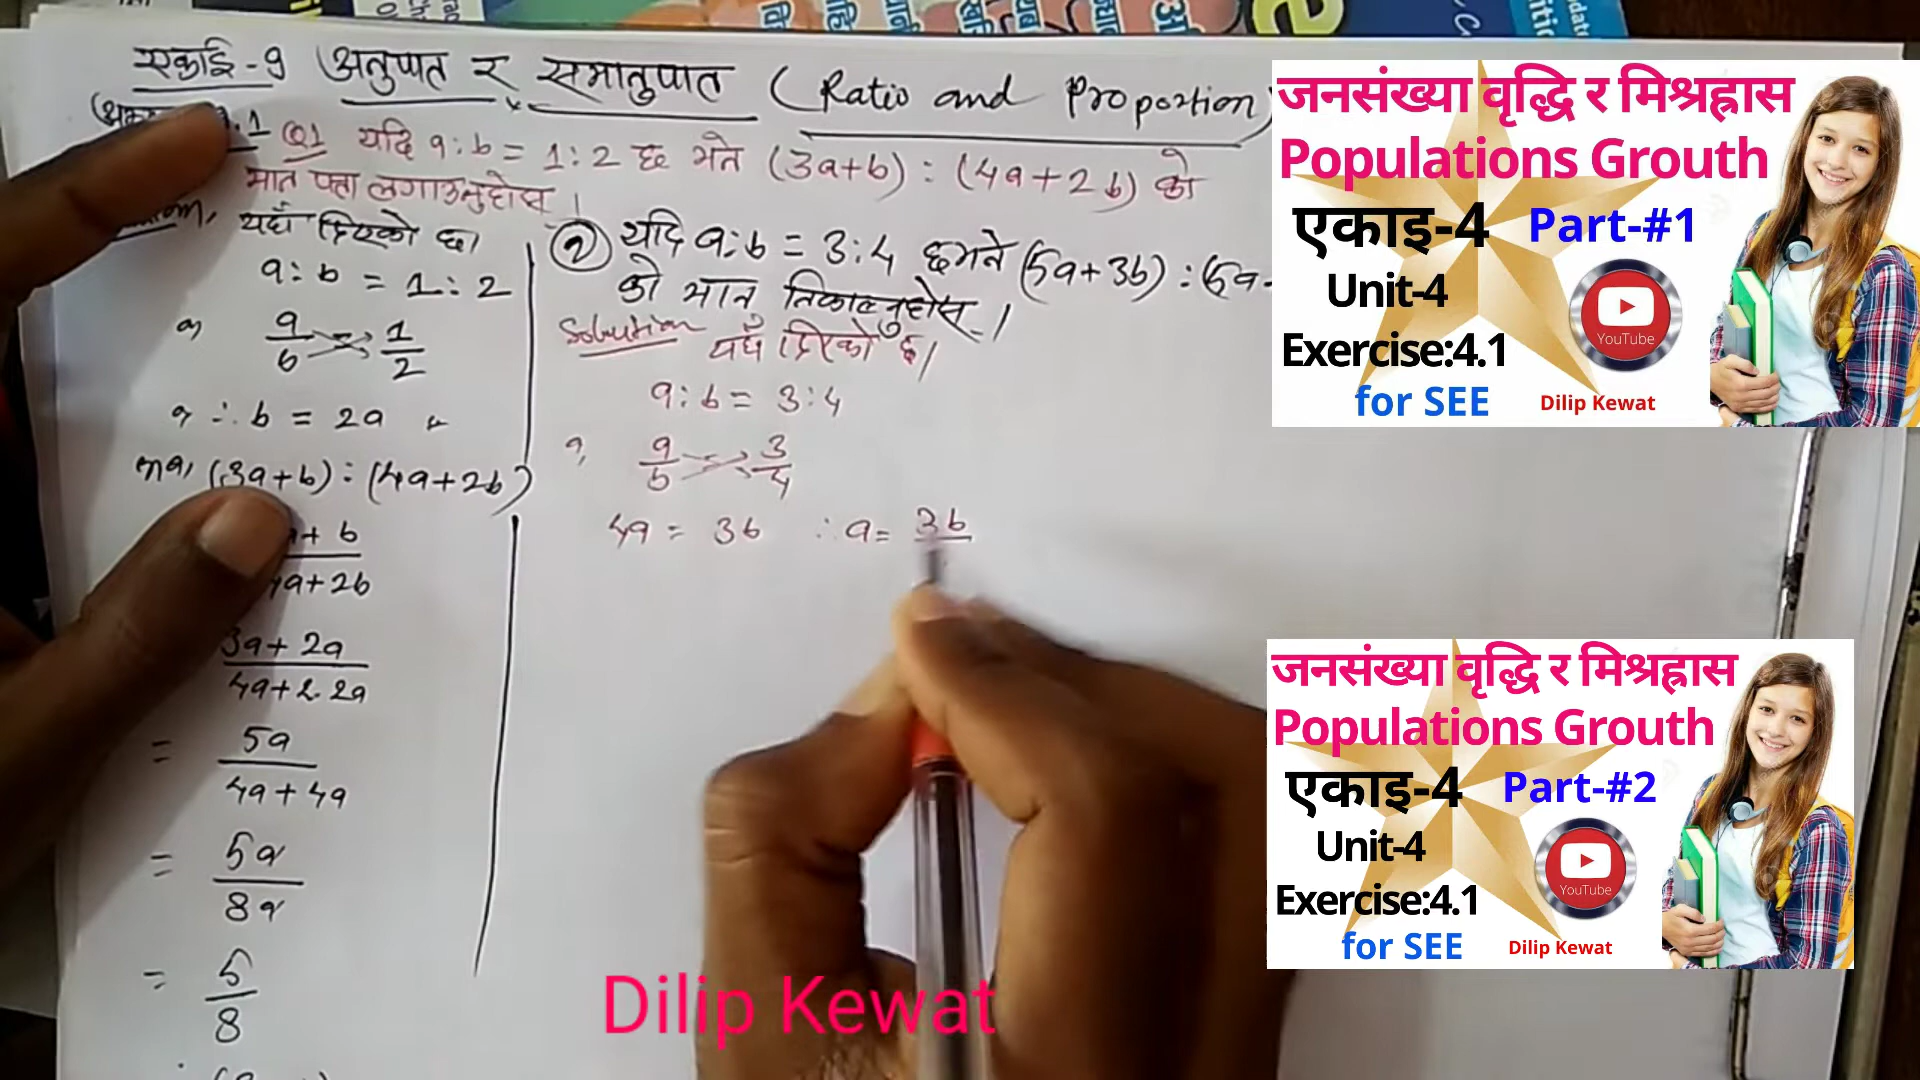 एकाई-9 अनुपात र समानुपात (Ratio and Proportion)
.1 Q1 यदि a:b = 1:2 छ भने (3a+b) : (4a+2b) को
मान पत्ता लगाउनुहोस् ।
यहाँ दिएको छ।
a:b = 1:2
a/b 1/2
∴ b = 2a
(3a+b) : (4a+2b)
+ b
4a+2b
3a+2a
4a+2.2a
= 5a
4a+4a
= 5a
8a
= 5
8
② यदि a:b = 3:4 छ भने (5a+3b) : (5a-
को मान निकाल्नुहोस् ।
Solution यहाँ दिएको छ।
a:b = 3:4
a/b 3/4
4a = 3b ∴ a = 3b
जनसंख्या वृद्धि र मिश्रह्रास
Populations Grouth
एकाइ-4 Part-#1
Unit-4
YouTube
Exercise:4.1
for SEE Dilip Kewat
जनसंख्या वृद्धि र मिश्रह्रास
Populations Grouth
एकाइ-4 Part-#2
Unit-4
YouTube
Exercise:4.1
for SEE Dilip Kewat
Dilip Kewat